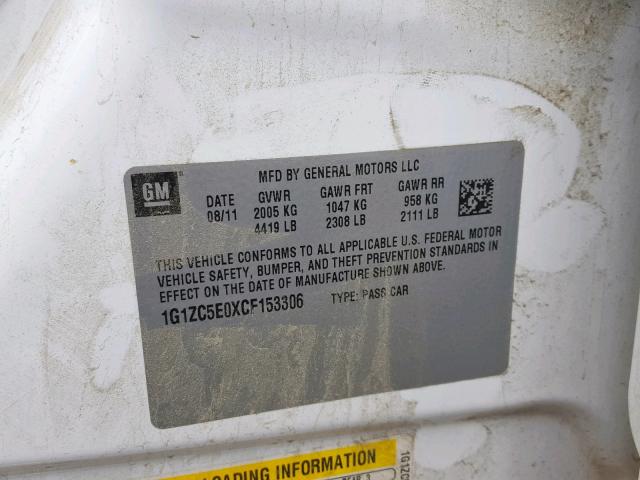 MFD BY GENERAL MOTORS LLC
GM
DATE GVWR GAWR FRT GAWR RR
08/11 2005 KG 1047 KG 958 KG
4419 LB 2308 LB 2111 LB
THIS VEHICLE CONFORMS TO ALL APPLICABLE U.S. FEDERAL MOTOR
VEHICLE SAFETY, BUMPER, AND THEFT PREVENTION STANDARDS IN
EFFECT ON THE DATE OF MANUFACTURE SHOWN ABOVE.
1G1ZC5E0XCF153306 TYPE: PASS CAR
LOADING INFORMATION
1G1ZC